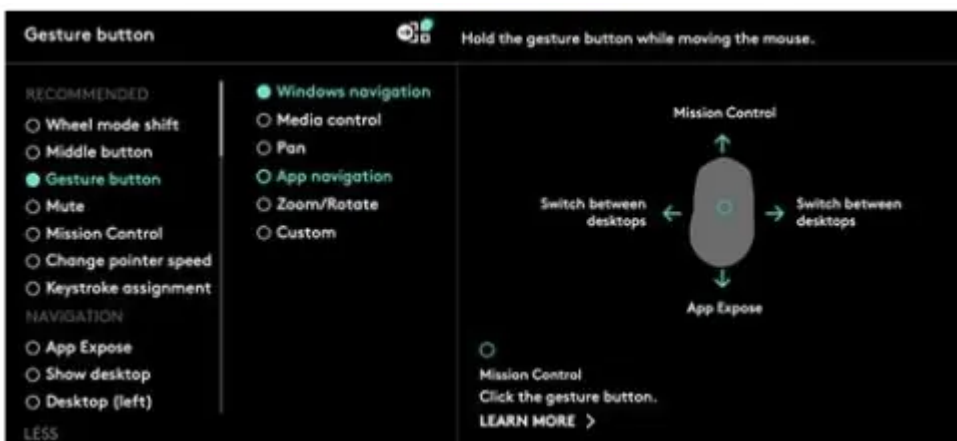 Gesture button
Hold the gesture button while moving the mouse.
RECOMMENDED
Wheel mode shift
Middle button
Gesture button
Mute
Mission Control
Change pointer speed
Keystroke assignment
NAVIGATION
App Expose
Show desktop
Desktop (left)
LESS
Windows navigation
Media control
Pan
App navigation
Zoom/Rotate
Custom
Mission Control
Switch between
desktops
Switch between
desktops
App Expose
Mission Control
Click the gesture button.
LEARN MORE >